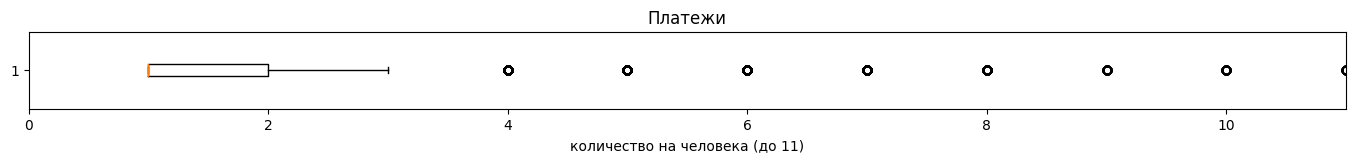 Платежи
1
0 2 4 6 8 10
количество на человека (до 11)